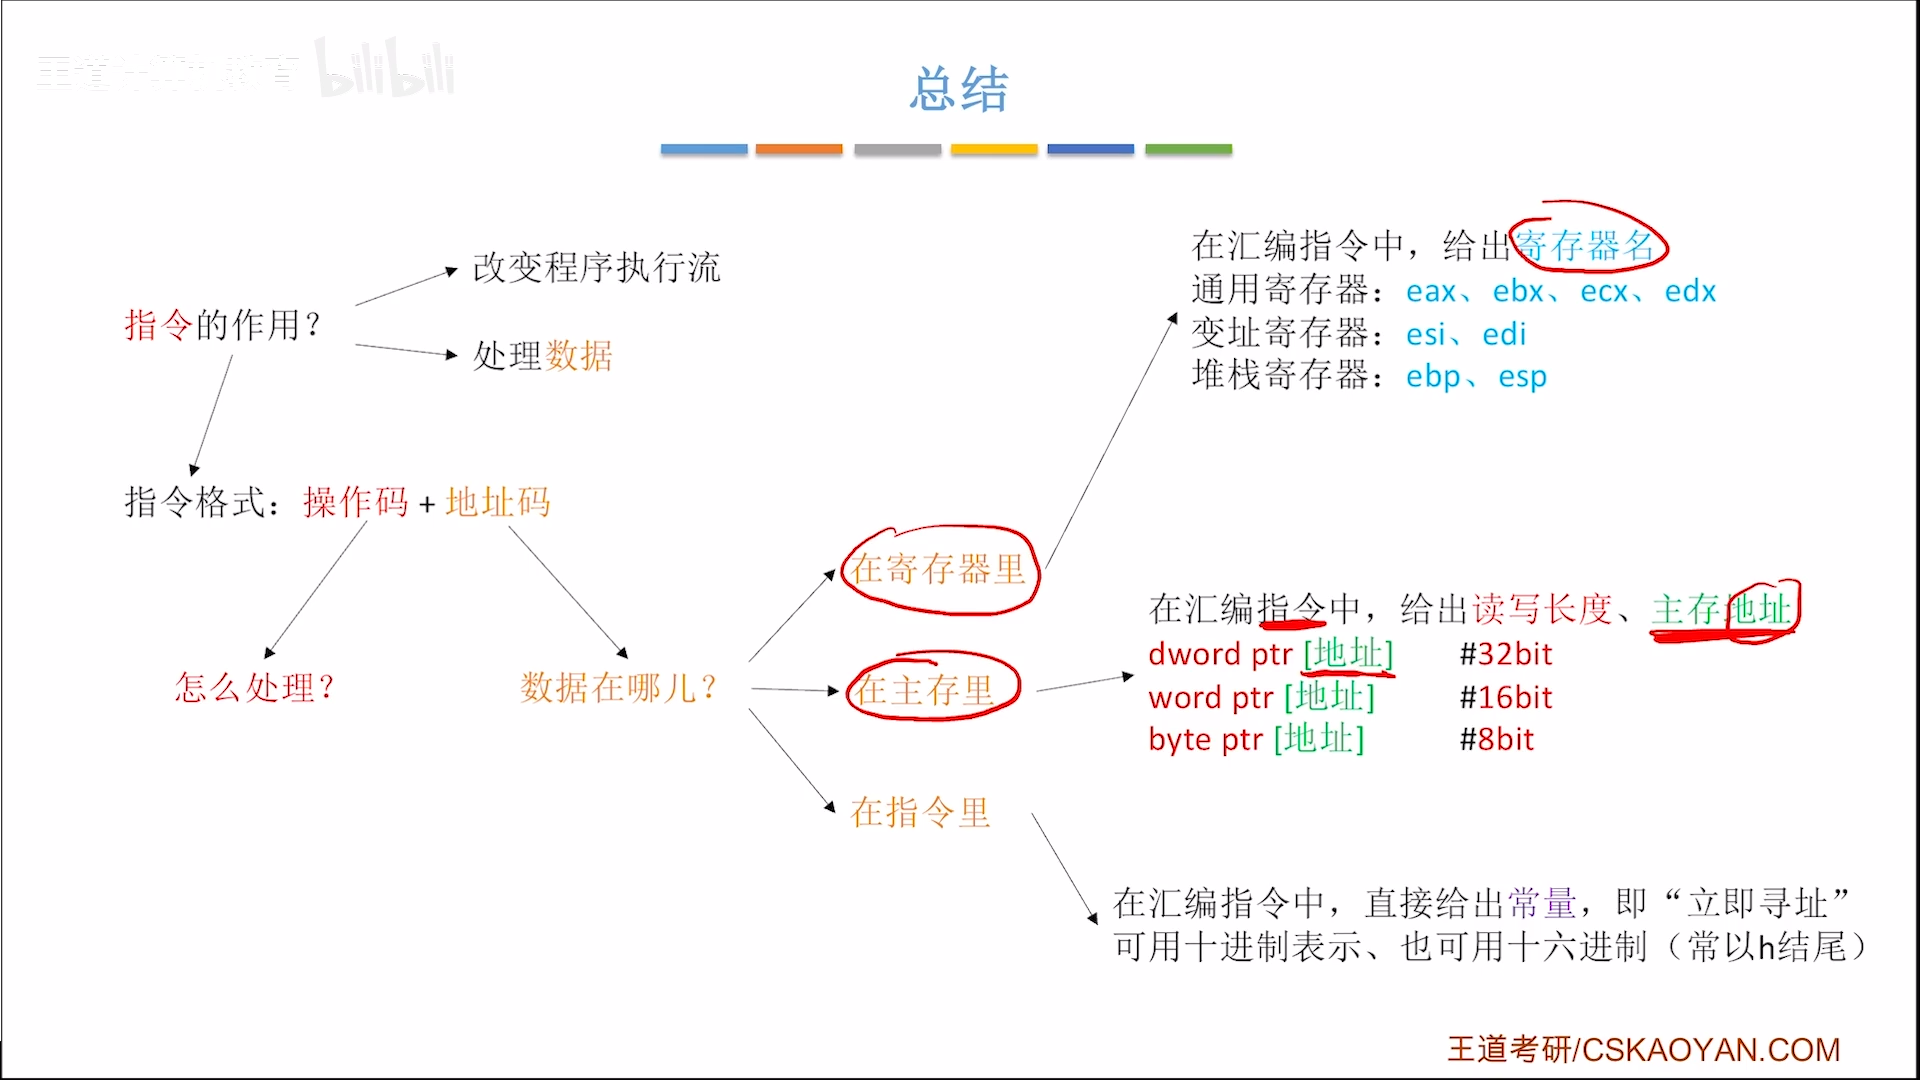 bilibili
总结
指令的作用？
改变程序执行流
处理数据
指令格式：操作码 + 地址码
怎么处理？
数据在哪儿？
在寄存器里
在主存里
在指令里
在汇编指令中，给出寄存器名
通用寄存器：eax、ebx、ecx、edx
变址寄存器：esi、edi
堆栈寄存器：ebp、esp
在汇编指令中，给出读写长度、主存地址
dword ptr [地址] #32bit
word ptr [地址] #16bit
byte ptr [地址] #8bit
在汇编指令中，直接给出常量，即“立即寻址”
可用十进制表示、也可用十六进制（常以h结尾）
王道考研/CSKAOYAN.COM